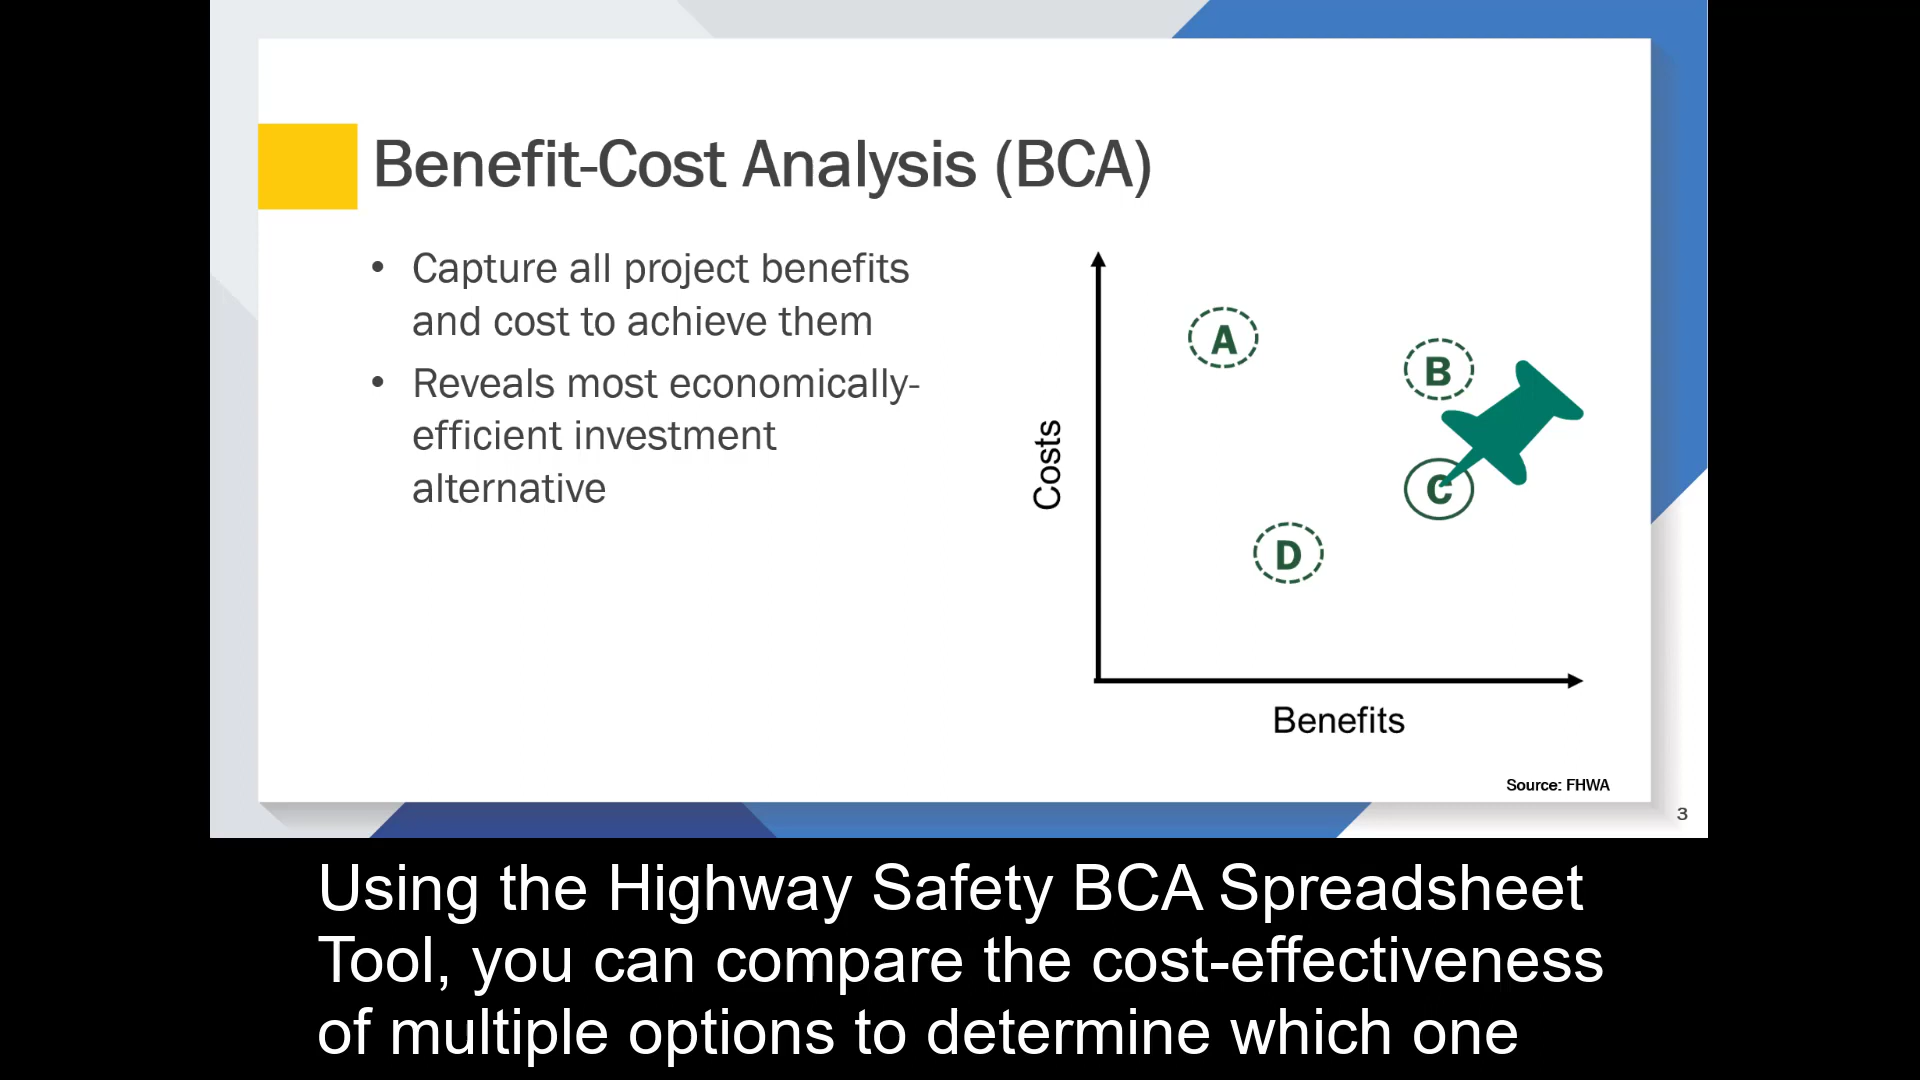 Benefit-Cost Analysis (BCA)
• Capture all project benefits
and cost to achieve them
• Reveals most economically-
efficient investment
alternative
A
B
C
D
Costs
Benefits
Source: FHWA
3
Using the Highway Safety BCA Spreadsheet
Tool, you can compare the cost-effectiveness
of multiple options to determine which one